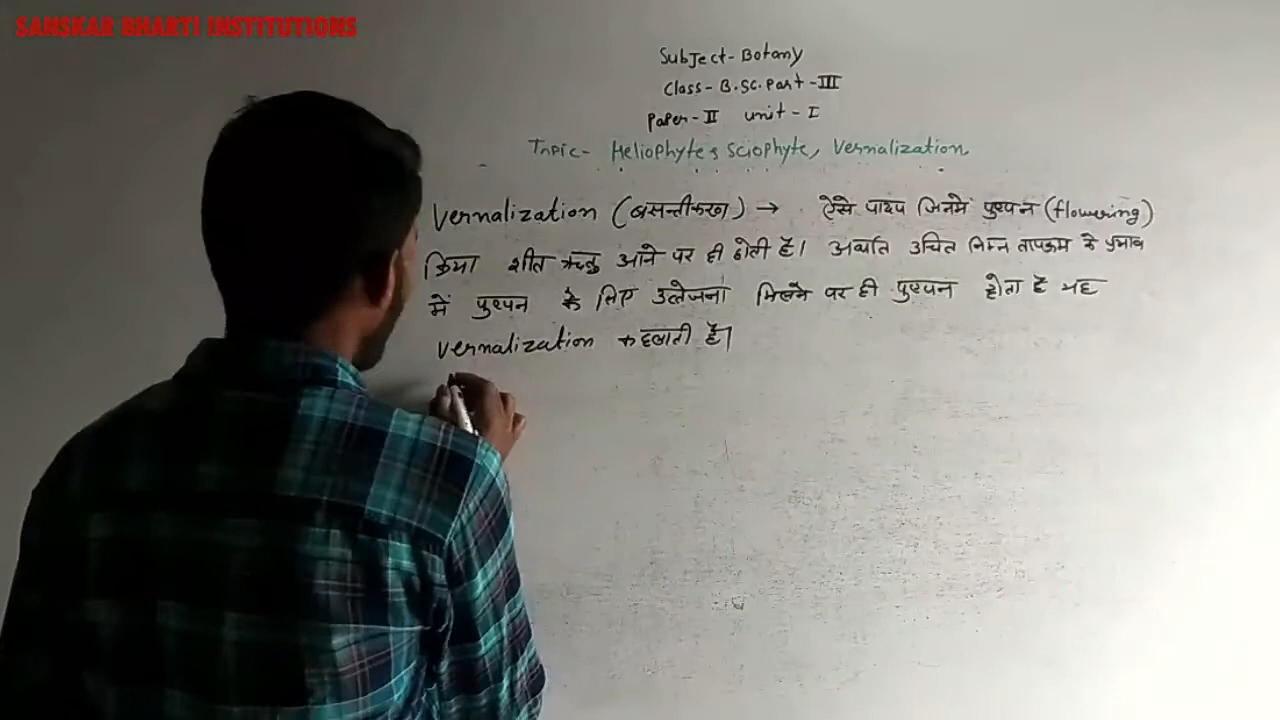 SANSKAR BHARTI INSTITUTIONS
Subject- Botany
Class- B.Sc. Part -III
Paper-II unit - I
Topic- Heliophytes Sciophyte, Vernalization
Vernalization (बसन्तीकरण) → ऐसे पादप जिनमें पुष्पन (flowering)
क्रिया शीत ऋतु आने पर ही होती है। अर्थात उचित निम्न तापक्रम के प्रभाव
में पुष्पन के लिए उत्तेजना मिलने पर ही पुष्पन होता है यह
Vernalization कहलाती है।